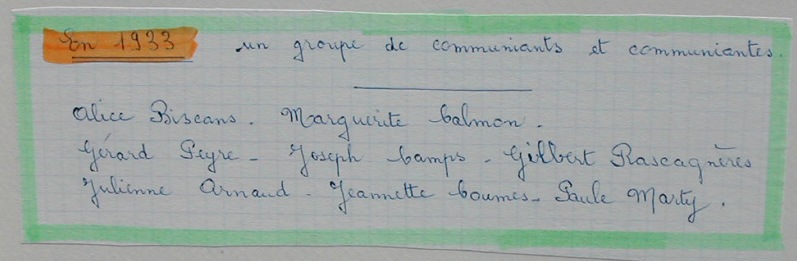 En 1933 un groupe de communiants et communiantes.
Alice Biscans. Marguerite Calmon.
Gérard Peyre - Joseph Camps - Gilbert Rascagnères
Julienne Arnaud - Jeannette Coumes - Paule Marty.